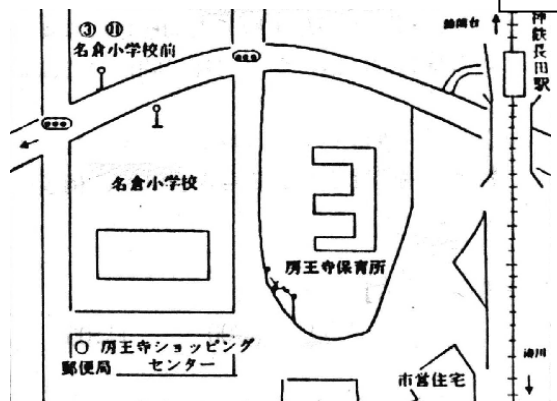 ③ ⑪
名倉小学校前
鈴蘭台
神鉄長田駅
名倉小学校
房王寺保育所
房王寺ショッピング
センター
郵便局
市営住宅
湊川